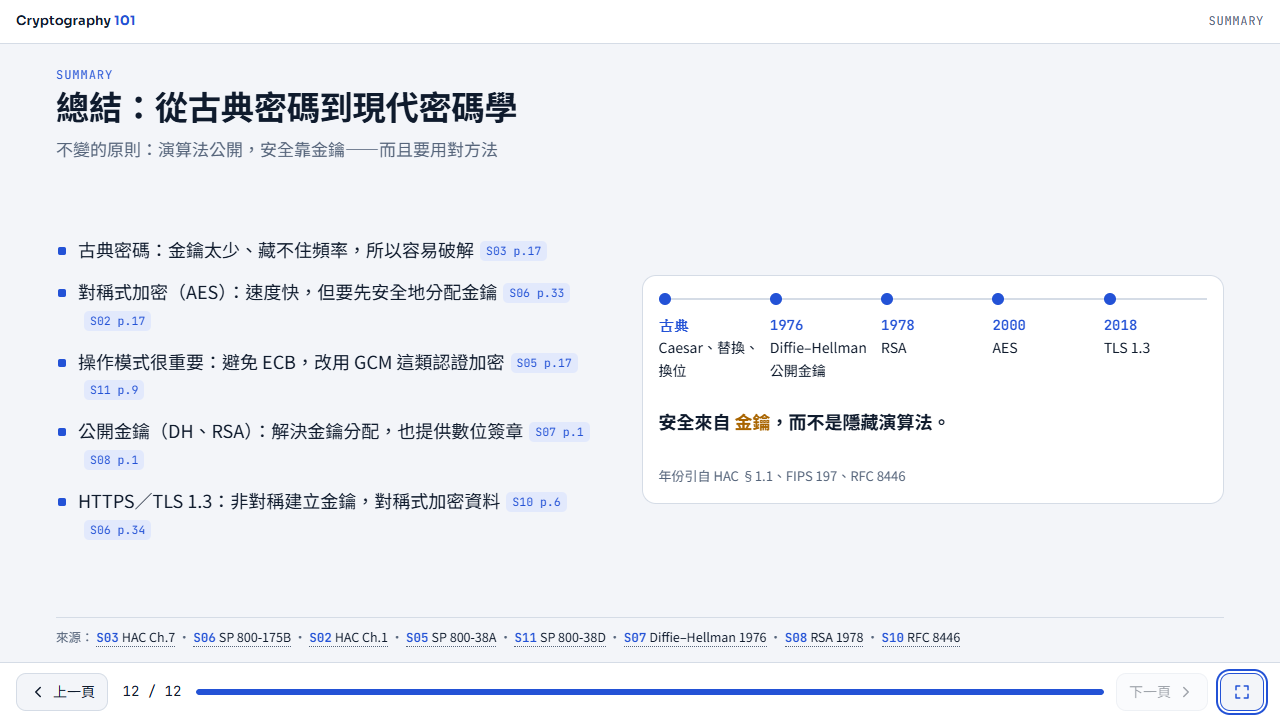 Cryptography 101
SUMMARY
SUMMARY
總結：從古典密碼到現代密碼學
不變的原則：演算法公開，安全靠金鑰——而且要用對方法
古典密碼：金鑰太少、藏不住頻率，所以容易破解 S03 p.17
對稱式加密（AES）：速度快，但要先安全地分配金鑰 S06 p.33
S02 p.17
操作模式很重要：避免 ECB，改用 GCM 這類認證加密 S05 p.17
S11 p.9
公開金鑰（DH、RSA）：解決金鑰分配，也提供數位簽章 S07 p.1
S08 p.1
HTTPS／TLS 1.3：非對稱建立金鑰，對稱式加密資料 S10 p.6
S06 p.34
古典
Caesar、替換、
換位
1976
Diffie–Hellman
公開金鑰
1978
RSA
2000
AES
2018
TLS 1.3
安全來自 金鑰，而不是隱藏演算法。
年份引自 HAC §1.1、FIPS 197、RFC 8446
來源： S03 HAC Ch.7 · S06 SP 800-175B · S02 HAC Ch.1 · S05 SP 800-38A · S11 SP 800-38D · S07 Diffie–Hellman 1976 · S08 RSA 1978 · S10 RFC 8446
上一頁
12 / 12
下一頁